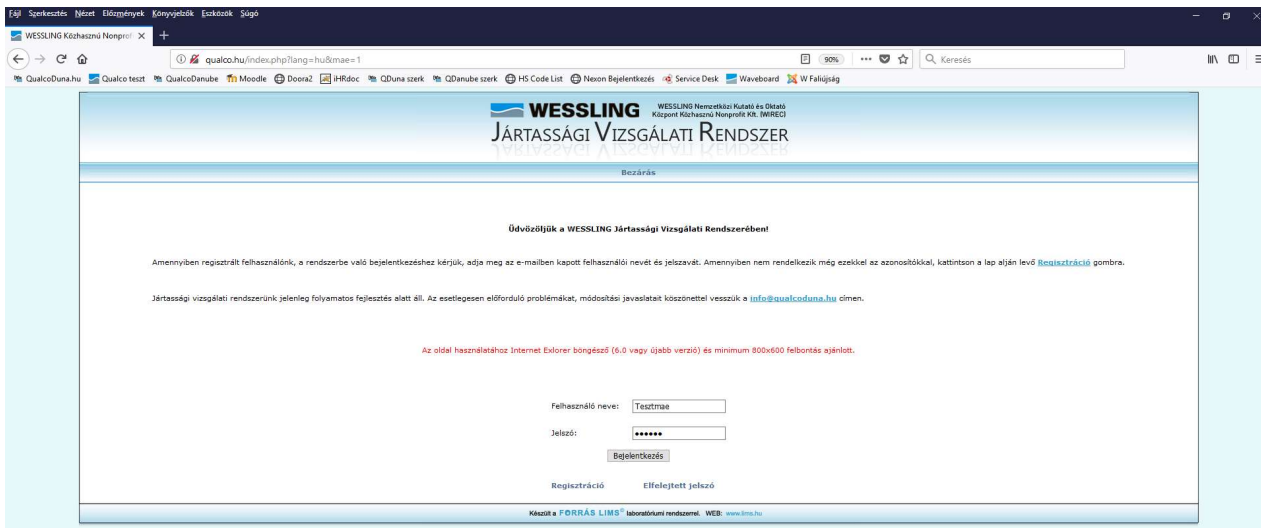 Fájl Szerkesztés Nézet Előzmények Könyvjelzők Eszközök Súgó
WESSLING Közhasznú Nonprof
qualco.hu/index.php?lang=hu&mae=1
90%
Keresés
QualcoDuna.hu Qualco teszt QualcoDanube Moodle Doora2 iHRdoc QDuna szerk QDanube szerk HS Code List Nexon Bejelentkezés Service Desk Waveboard W Faliújság
WESSLING
WESSLING Nemzetközi Kutató és Oktató
Központ Közhasznú Nonprofit Kft. (WIREC)
JÁRTASSÁGI VIZSGÁLATI RENDSZER
Bezárás
Üdvözöljük a WESSLING Jártassági Vizsgálati Rendszerében!
Amennyiben regisztrált felhasználónk, a rendszerbe való bejelentkezéshez kérjük, adja meg az e-mailben kapott felhasználói nevét és jelszavát. Amennyiben nem rendelkezik még ezekkel az azonosítókkal, kattintson a lap alján levő Regisztráció gombra.
Jártassági vizsgálati rendszerünk jelenleg folyamatos fejlesztés alatt áll. Az esetlegesen előforduló problémákat, módosítási javaslatait köszönettel vesszük a info@qualcoduna.hu címen.
Az oldal használatához Internet Exlorer böngésző (6.0 vagy újabb verzió) és minimum 800x600 felbontás ajánlott.
Felhasználó neve: Tesztmae
Jelszó: ••••••
Bejelentkezés
Regisztráció Elfelejtett jelszó
Készült a FORRÁS LIMS© laboratóriumi rendszerrel. WEB: www.lims.hu